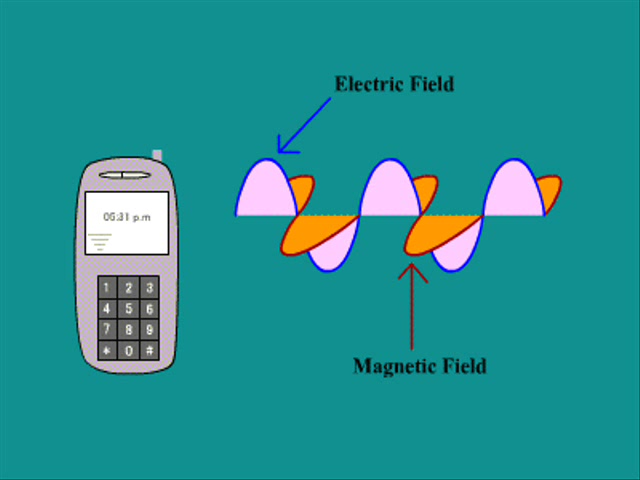 Electric Field
05:31 p.m
1 2 3
4 5 6
7 8 9
* 0 #
Magnetic Field